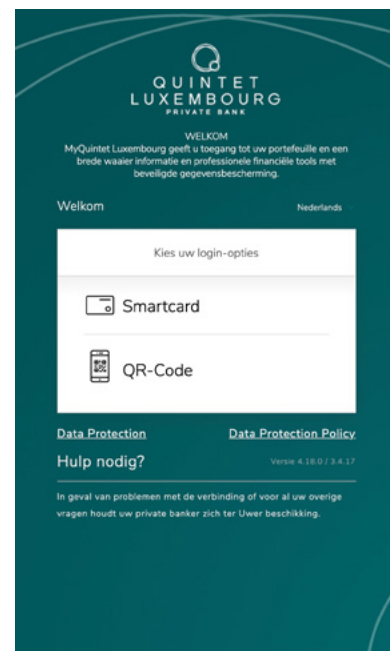 QUINTET
LUXEMBOURG
PRIVATE BANK
WELKOM
MyQuintet Luxembourg geeft u toegang tot uw portefeuille en een
brede waaier informatie en professionele financiële tools met
beveiligde gegevensbescherming.
Welkom
Nederlands
Kies uw login-opties
Smartcard
QR-Code
Data Protection
Data Protection Policy
Hulp nodig?
Versie 4.18.0 / 3.4.17
In geval van problemen met de verbinding of voor al uw overige
vragen houdt uw private banker zich ter Uwer beschikking.